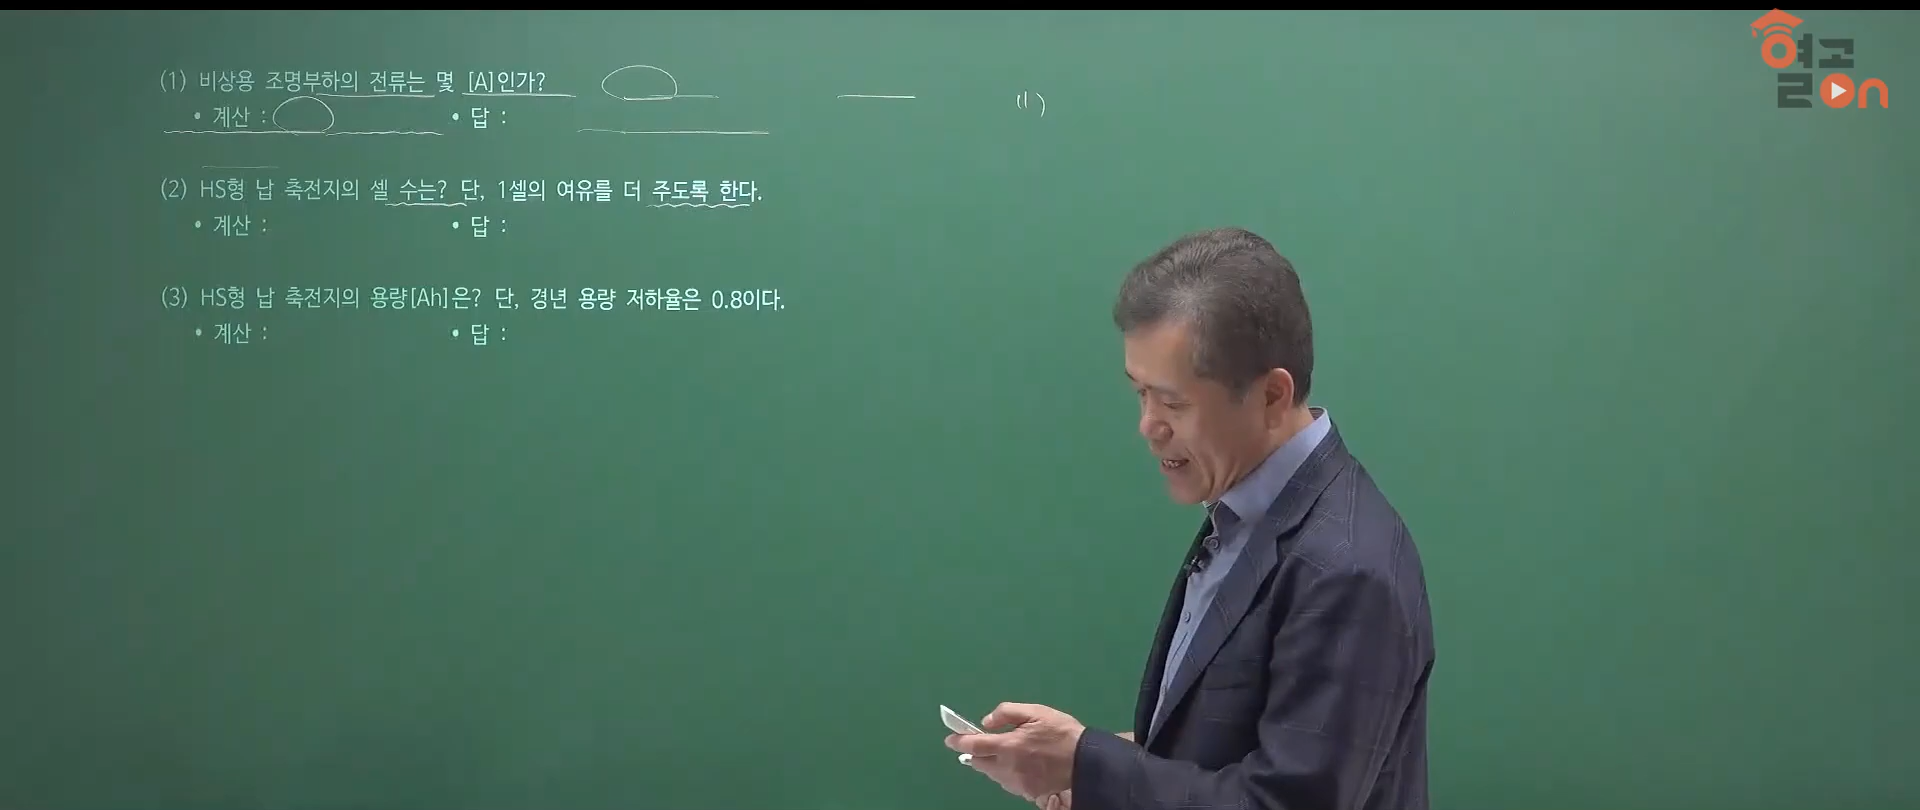 열공
on
(1) 비상용 조명부하의 전류는 몇 [A]인가?
• 계산 : • 답 :
(1)
(2) HS형 납 축전지의 셀 수는? 단, 1셀의 여유를 더 주도록 한다.
• 계산 : • 답 :
(3) HS형 납 축전지의 용량[Ah]은? 단, 경년 용량 저하율은 0.8이다.
• 계산 : • 답 :